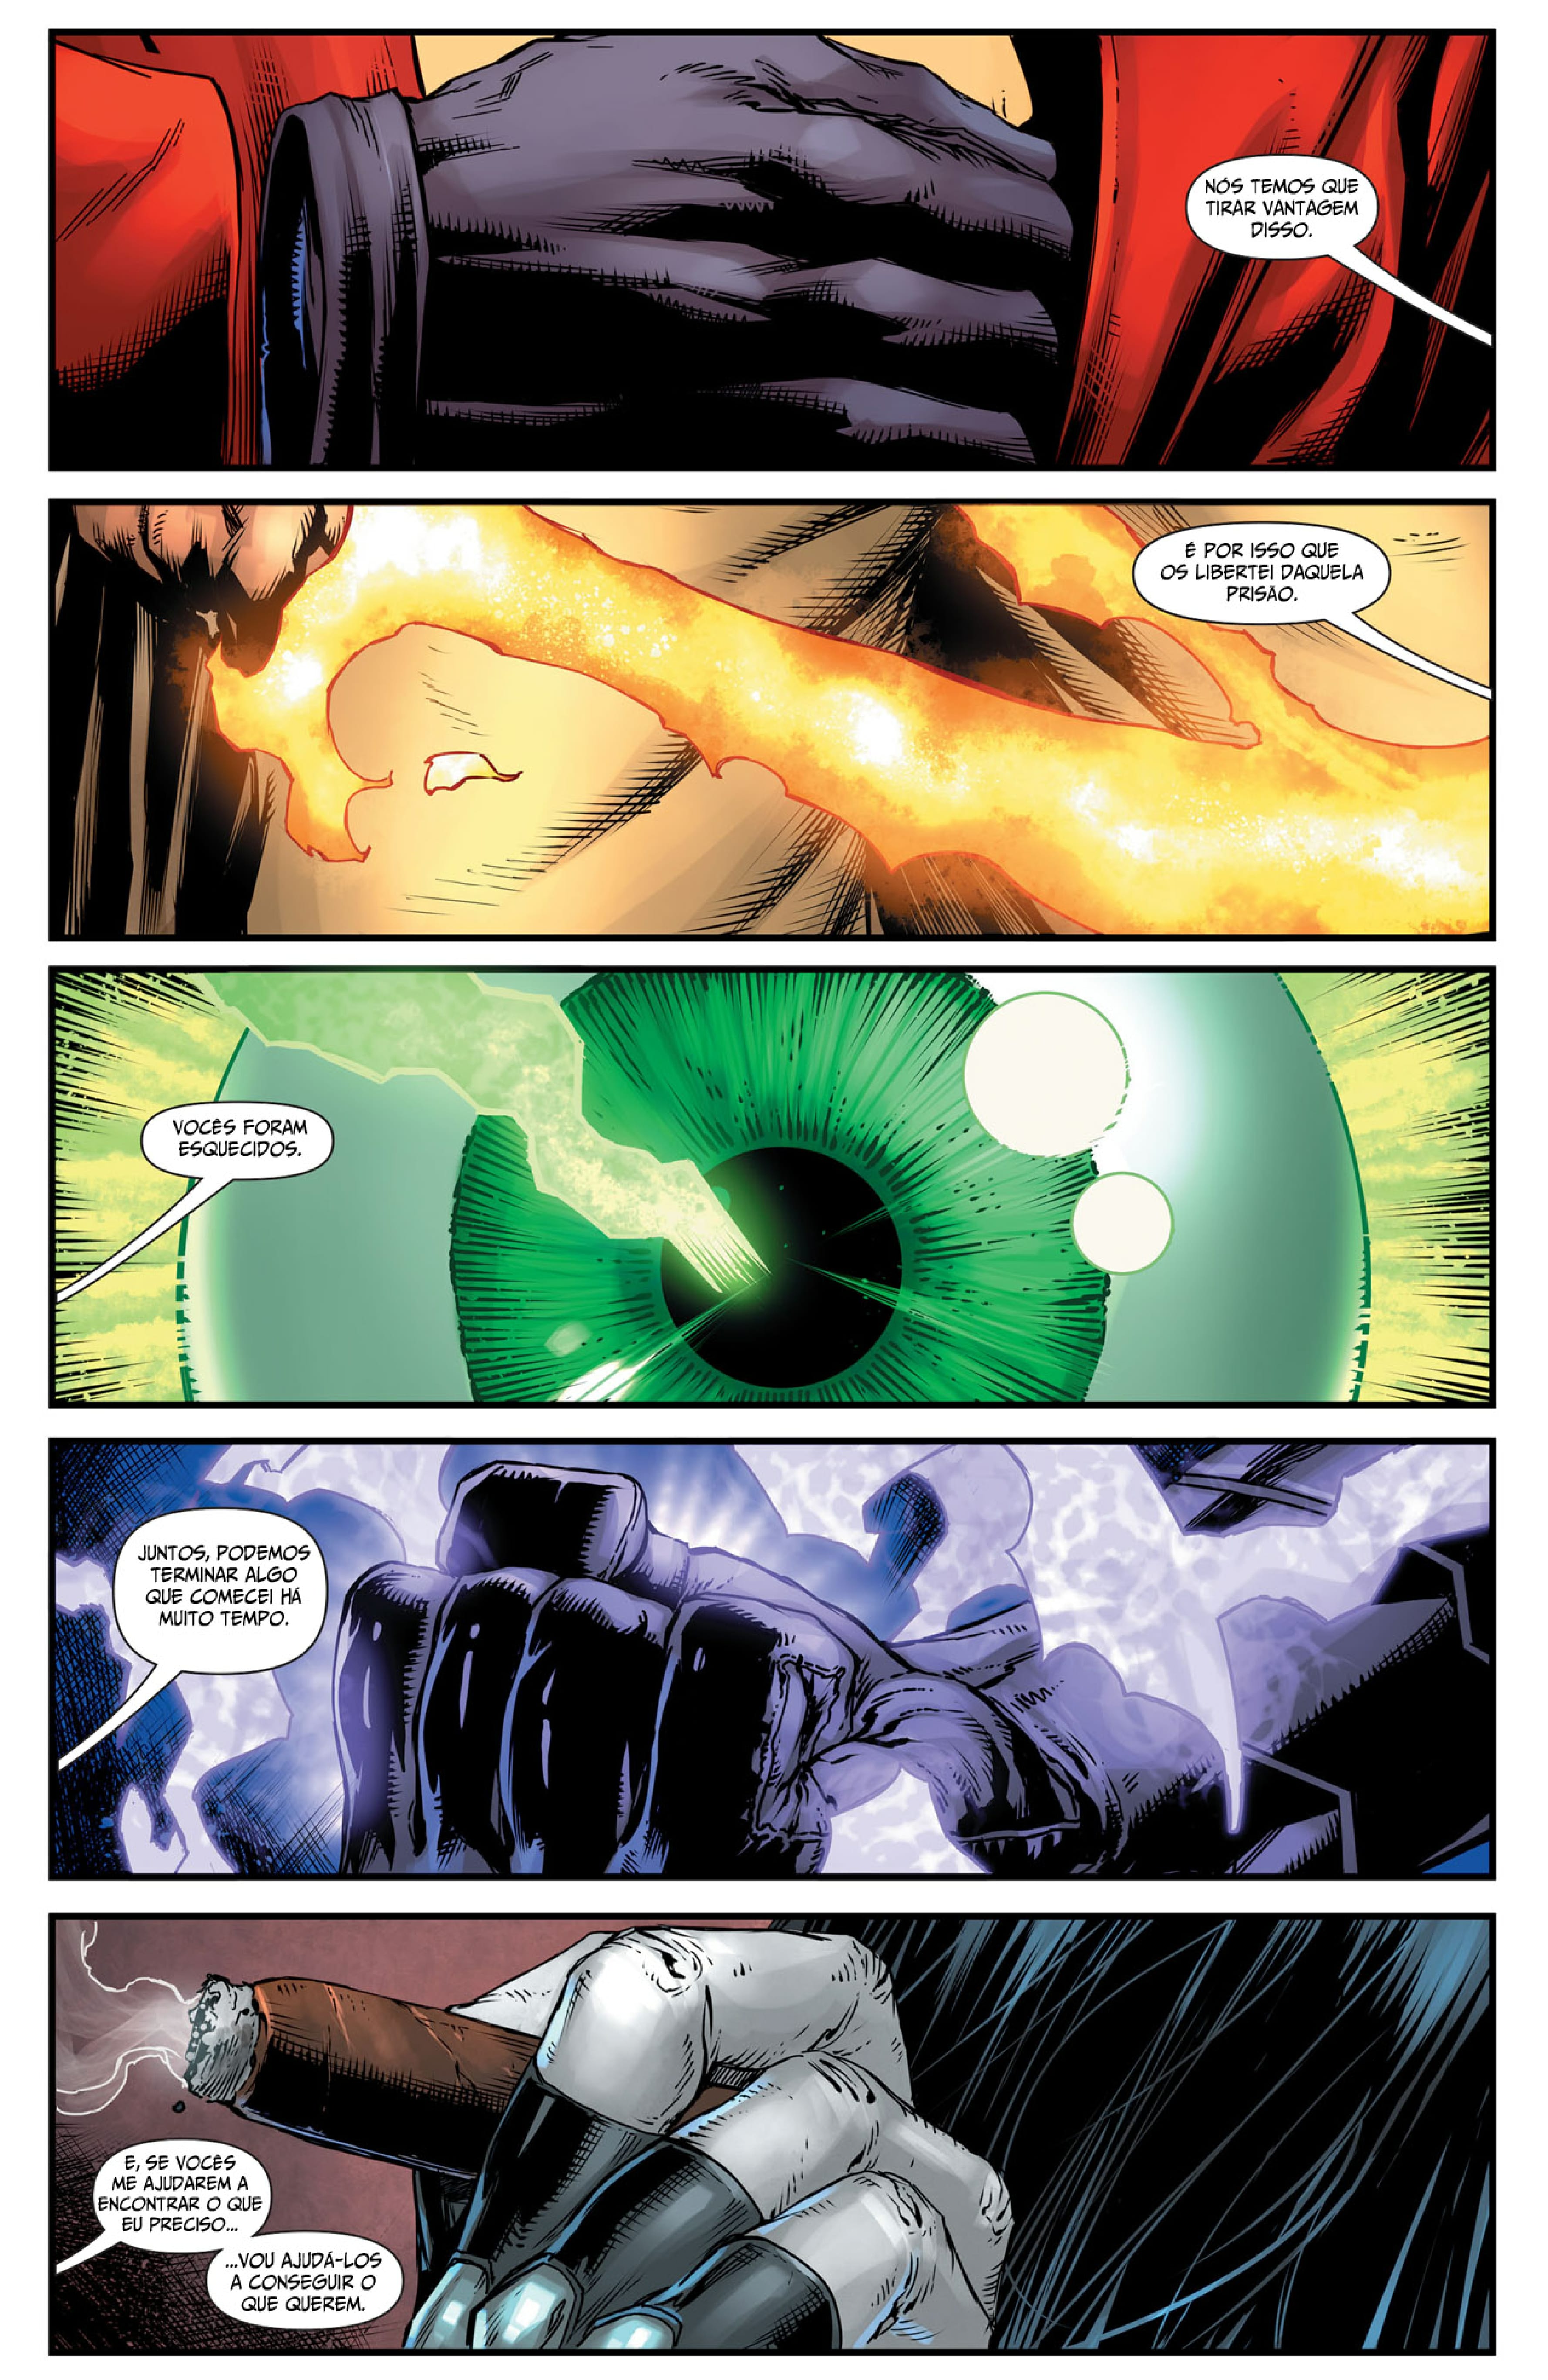 NÓS TEMOS QUE
TIRAR VANTAGEM
DISSO.
É POR ISSO QUE
OS LIBERTEI DAQUELA
PRISÃO.
VOCÊS FORAM
ESQUECIDOS.
JUNTOS, PODEMOS
TERMINAR ALGO
QUE COMECEI HÁ
MUITO TEMPO.
E, SE VOCÊS
ME AJUDAREM A
ENCONTRAR O QUE
EU PRECISO...
...VOU AJUDÁ-LOS
A CONSEGUIR O
QUE QUEREM.